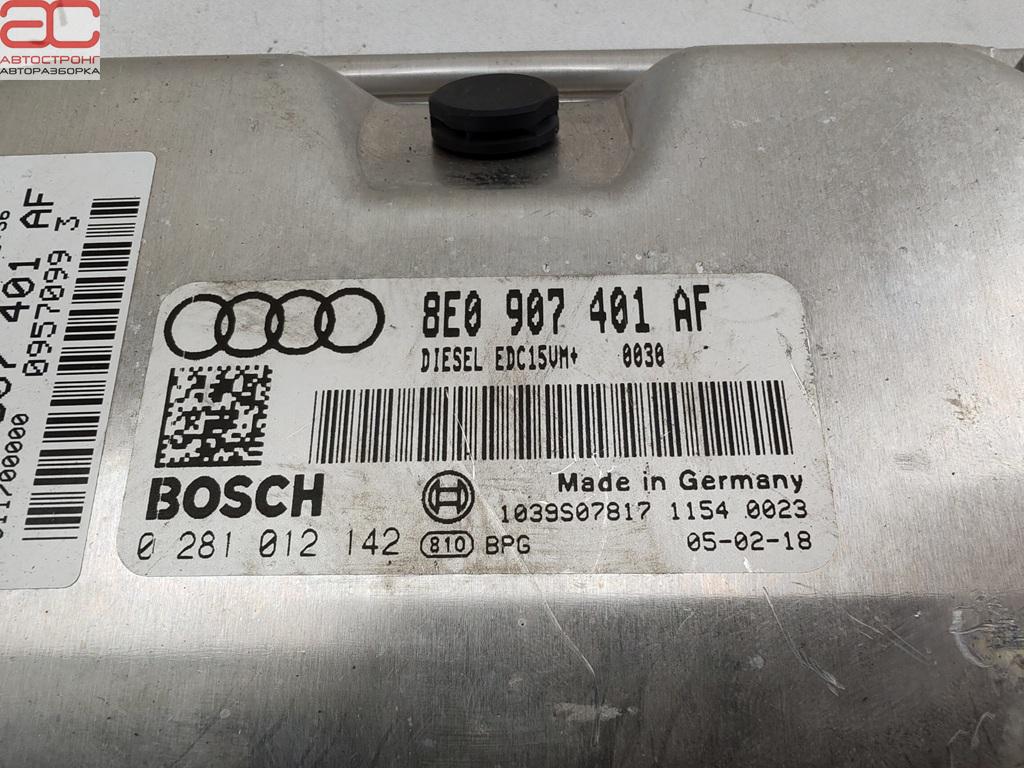 ac
АВТОСТРОНГ
АВТОРАЗБОРКА
401 AF
0957099 3
8E0 907 401 AF
DIESEL EDC15VM+ 0030
BOSCH
Made in Germany
1039S07817 1154 0023
0 281 012 142 810 BPG 05-02-18